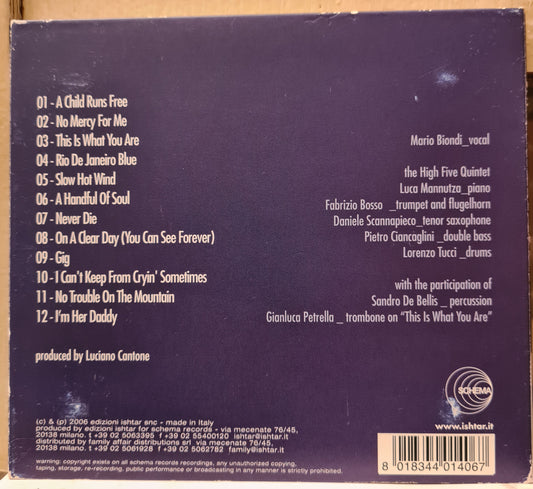 01 - A Child Runs Free
02 - No Mercy For Me
03 - This Is What You Are
04 - Rio De Janeiro Blue
05 - Slow Hot Wind
06 - A Handful Of Soul
07 - Never Die
08 - On A Clear Day (You Can See Forever)
09 - Gig
10 - I Can't Keep From Cryin' Sometimes
11 - No Trouble On The Mountain
12 - I'm Her Daddy
produced by Luciano Cantone
Mario Biondi_vocal
the High Five Quintet
Luca Mannutza_piano
Fabrizio Bosso _trumpet and flugelhorn
Daniele Scannapieco_tenor saxophone
Pietro Ciancaglini _double bass
Lorenzo Tucci _drums
with the participation of
Sandro De Bellis _ percussion
Gianluca Petrella _ trombone on "This Is What You Are"
SCHEMA
www.ishtar.it
(c) & (p) 2006 edizioni ishtar snc - made in Italy
produced by edizioni ishtar for schema records - via mecenate 76/45,
20138 milano. t +39 02 5063395 f +39 02 55400120 ishtar@ishtar.it
distributed by family affair distributions srl via mecenate 76/45,
20138 milano. t +39 02 5061928 f +39 02 5062782 family@ishtar.it
warning: copyright exists on all schema records recordings, any unauthorized copying,
taping, storage, re-recording, public performance or broadcasting in any manner is strictly prohibited.
8 018344 014067